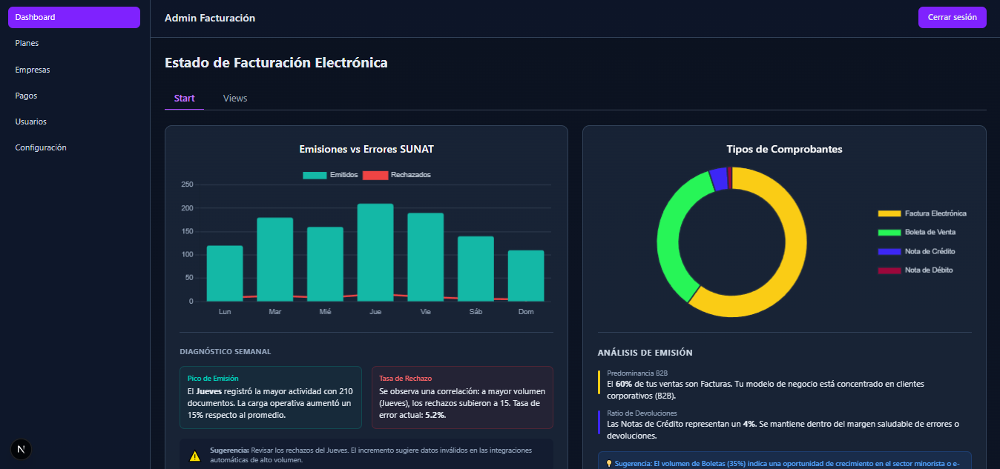 Dashboard
Planes
Empresas
Pagos
Usuarios
Configuración
N
Admin Facturación
Cerrar sesión
Estado de Facturación Electrónica
Start
Views
Emisiones vs Errores SUNAT
Emitidos
Rechazados
250
200
150
100
50
0
Lun
Mar
Mié
Jue
Vie
Sáb
Dom
DIAGNÓSTICO SEMANAL
Pico de Emisión
El Jueves registró la mayor actividad con 210
documentos. La carga operativa aumentó un
15% respecto al promedio.
Tasa de Rechazo
Se observa una correlación: a mayor volumen
(Jueves), los rechazos subieron a 15. Tasa de
error actual: 5.2%.
Sugerencia: Revisar los rechazos del Jueves. El incremento sugiere datos inválidos en las integraciones
automáticas de alto volumen.
Tipos de Comprobantes
Factura Electrónica
Boleta de Venta
Nota de Crédito
Nota de Débito
ANÁLISIS DE EMISIÓN
Predominancia B2B
El 60% de tus ventas son Facturas. Tu modelo de negocio está concentrado en clientes
corporativos (B2B).
Ratio de Devoluciones
Las Notas de Crédito representan un 4%. Se mantiene dentro del margen saludable de errores o
devoluciones.
Sugerencia: El volumen de Boletas (35%) indica una oportunidad de crecimiento en el sector minorista o e-